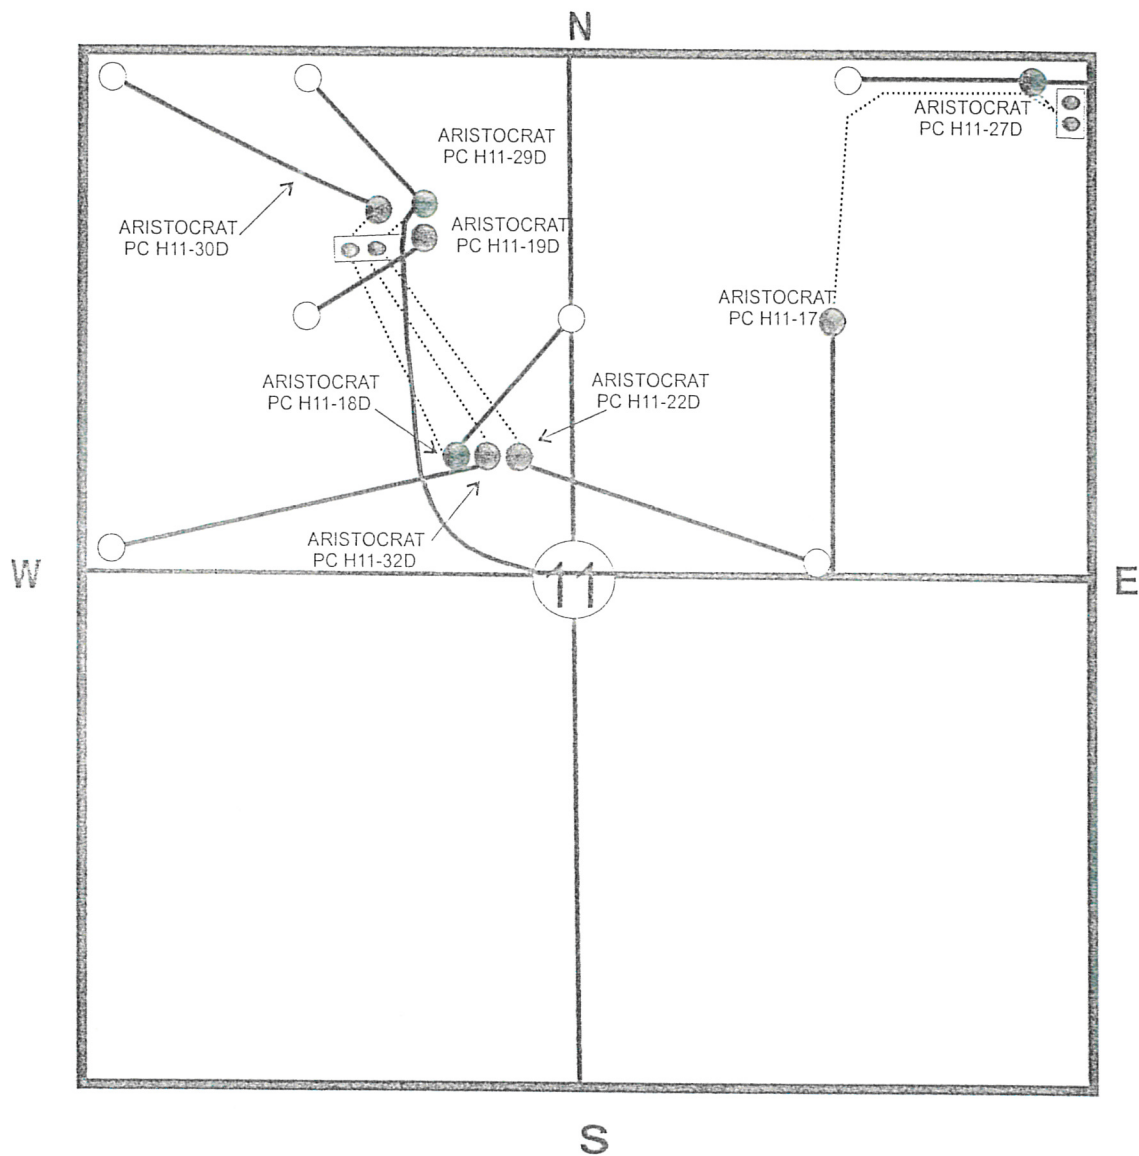 N
ARISTOCRAT
PC H11-27D
ARISTOCRAT
PC H11-29D
ARISTOCRAT
PC H11-30D
ARISTOCRAT
PC H11-19D
ARISTOCRAT
PC H11-17
ARISTOCRAT
PC H11-18D
ARISTOCRAT
PC H11-22D
ARISTOCRAT
PC H11-32D
W
11
E
S